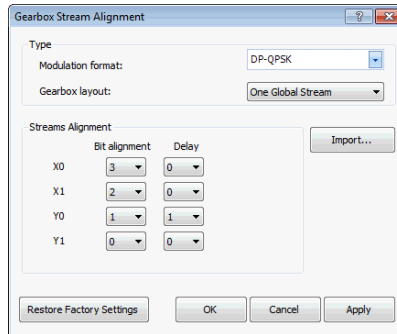 Gearbox Stream Alignment
Type
Modulation format: DP-QPSK
Gearbox layout: One Global Stream
Streams Alignment
Import...
Bit alignment Delay
X0 3 0
X1 2 0
Y0 1 1
Y1 0 0
Restore Factory Settings OK Cancel Apply